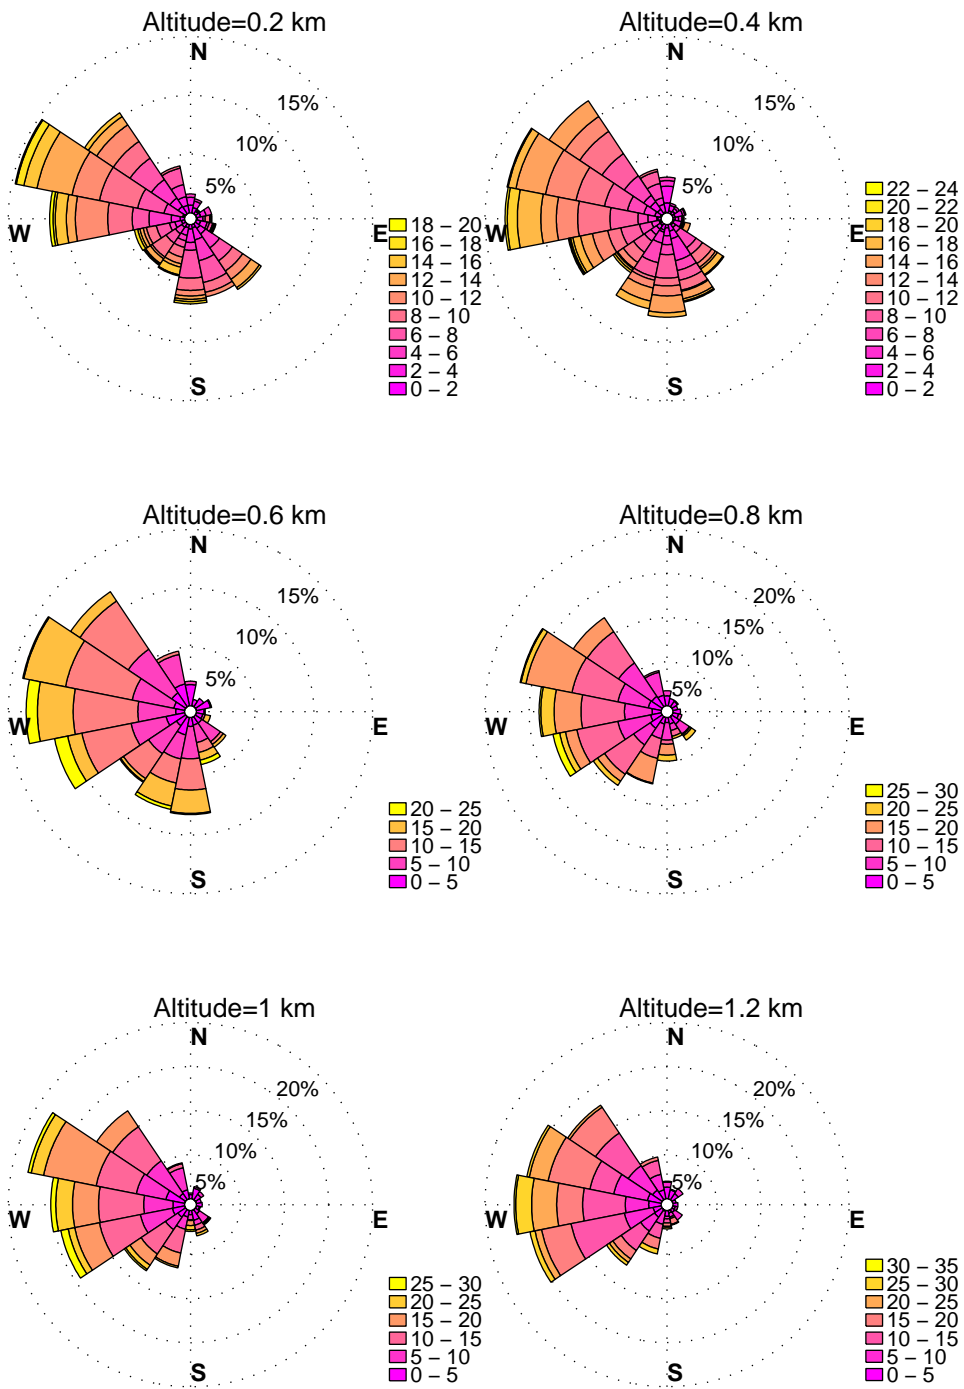 Altitude=0.2 km
N
15%
10%
5%
W
E
S
18 – 20
16 – 18
14 – 16
12 – 14
10 – 12
8 – 10
6 – 8
4 – 6
2 – 4
0 – 2
Altitude=0.4 km
N
15%
10%
5%
W
E
S
22 – 24
20 – 22
18 – 20
16 – 18
14 – 16
12 – 14
10 – 12
8 – 10
6 – 8
4 – 6
2 – 4
0 – 2
Altitude=0.6 km
N
15%
10%
5%
W
E
S
20 – 25
15 – 20
10 – 15
5 – 10
0 – 5
Altitude=0.8 km
N
20%
15%
10%
5%
W
E
S
25 – 30
20 – 25
15 – 20
10 – 15
5 – 10
0 – 5
Altitude=1 km
N
20%
15%
10%
5%
W
E
S
25 – 30
20 – 25
15 – 20
10 – 15
5 – 10
0 – 5
Altitude=1.2 km
N
20%
15%
10%
5%
W
E
S
30 – 35
25 – 30
20 – 25
15 – 20
10 – 15
5 – 10
0 – 5